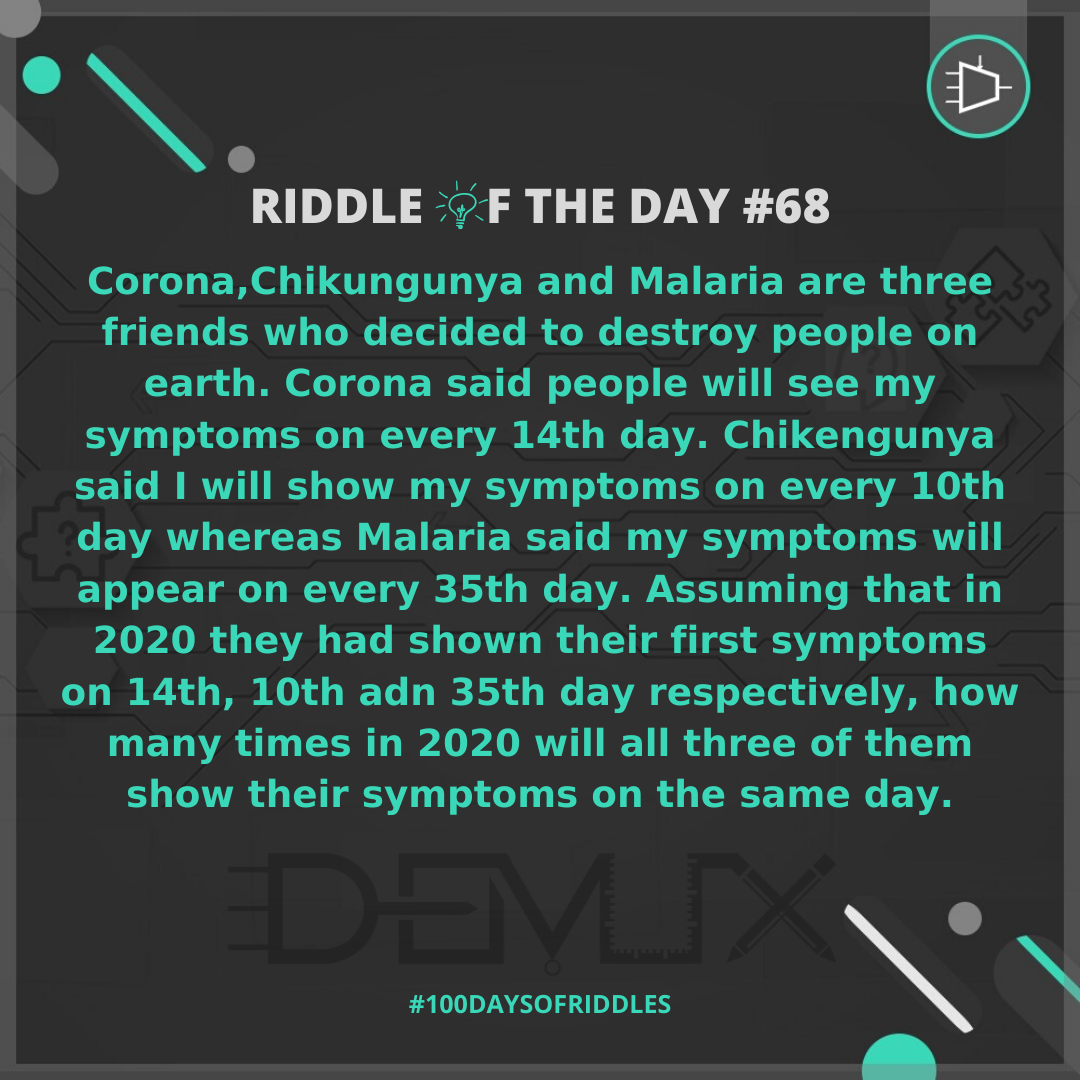 RIDDLE OF THE DAY #68
Corona,Chikungunya and Malaria are three
friends who decided to destroy people on
earth. Corona said people will see my
symptoms on every 14th day. Chikengunya
said I will show my symptoms on every 10th
day whereas Malaria said my symptoms will
appear on every 35th day. Assuming that in
2020 they had shown their first symptoms
on 14th, 10th adn 35th day respectively, how
many times in 2020 will all three of them
show their symptoms on the same day.
DEMUX
#100DAYSOFRIDDLES